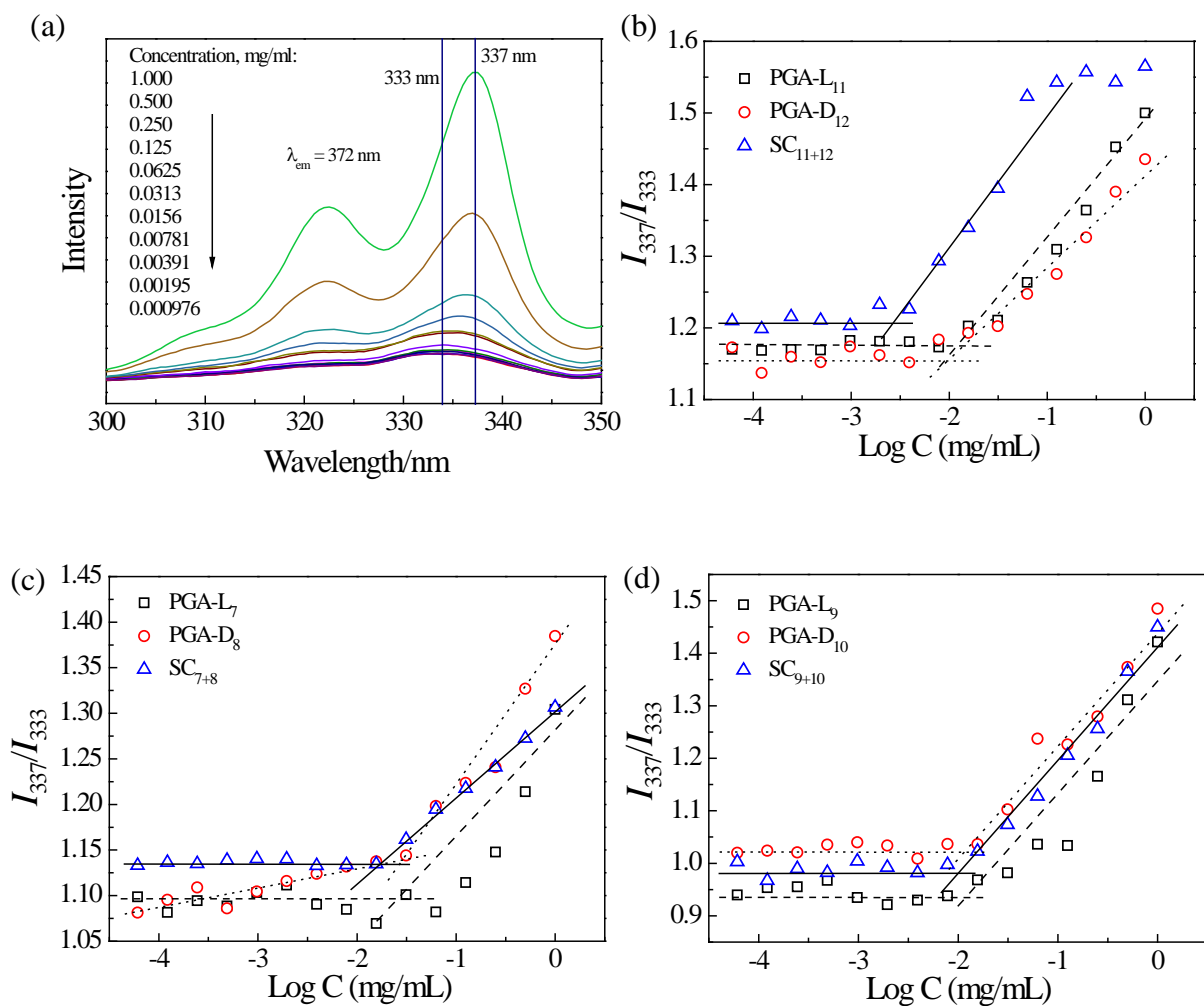 (a)
Concentration, mg/ml:
1.000
0.500
0.250
0.125
0.0625
0.0313
0.0156
0.00781
0.00391
0.00195
0.000976
333 nm
337 nm
λem = 372 nm
Intensity
300 310 320 330 340 350
Wavelength/nm
(b)
PGA-L11
PGA-D12
SC11+12
I337/I333
1.6
1.5
1.4
1.3
1.2
1.1
-4 -3 -2 -1 0
Log C (mg/mL)
(c)
PGA-L7
PGA-D8
SC7+8
I337/I333
1.45
1.40
1.35
1.30
1.25
1.20
1.15
1.10
1.05
-4 -3 -2 -1 0
Log C (mg/mL)
(d)
PGA-L9
PGA-D10
SC9+10
I337/I333
1.5
1.4
1.3
1.2
1.1
1.0
0.9
-4 -3 -2 -1 0
Log C (mg/mL)